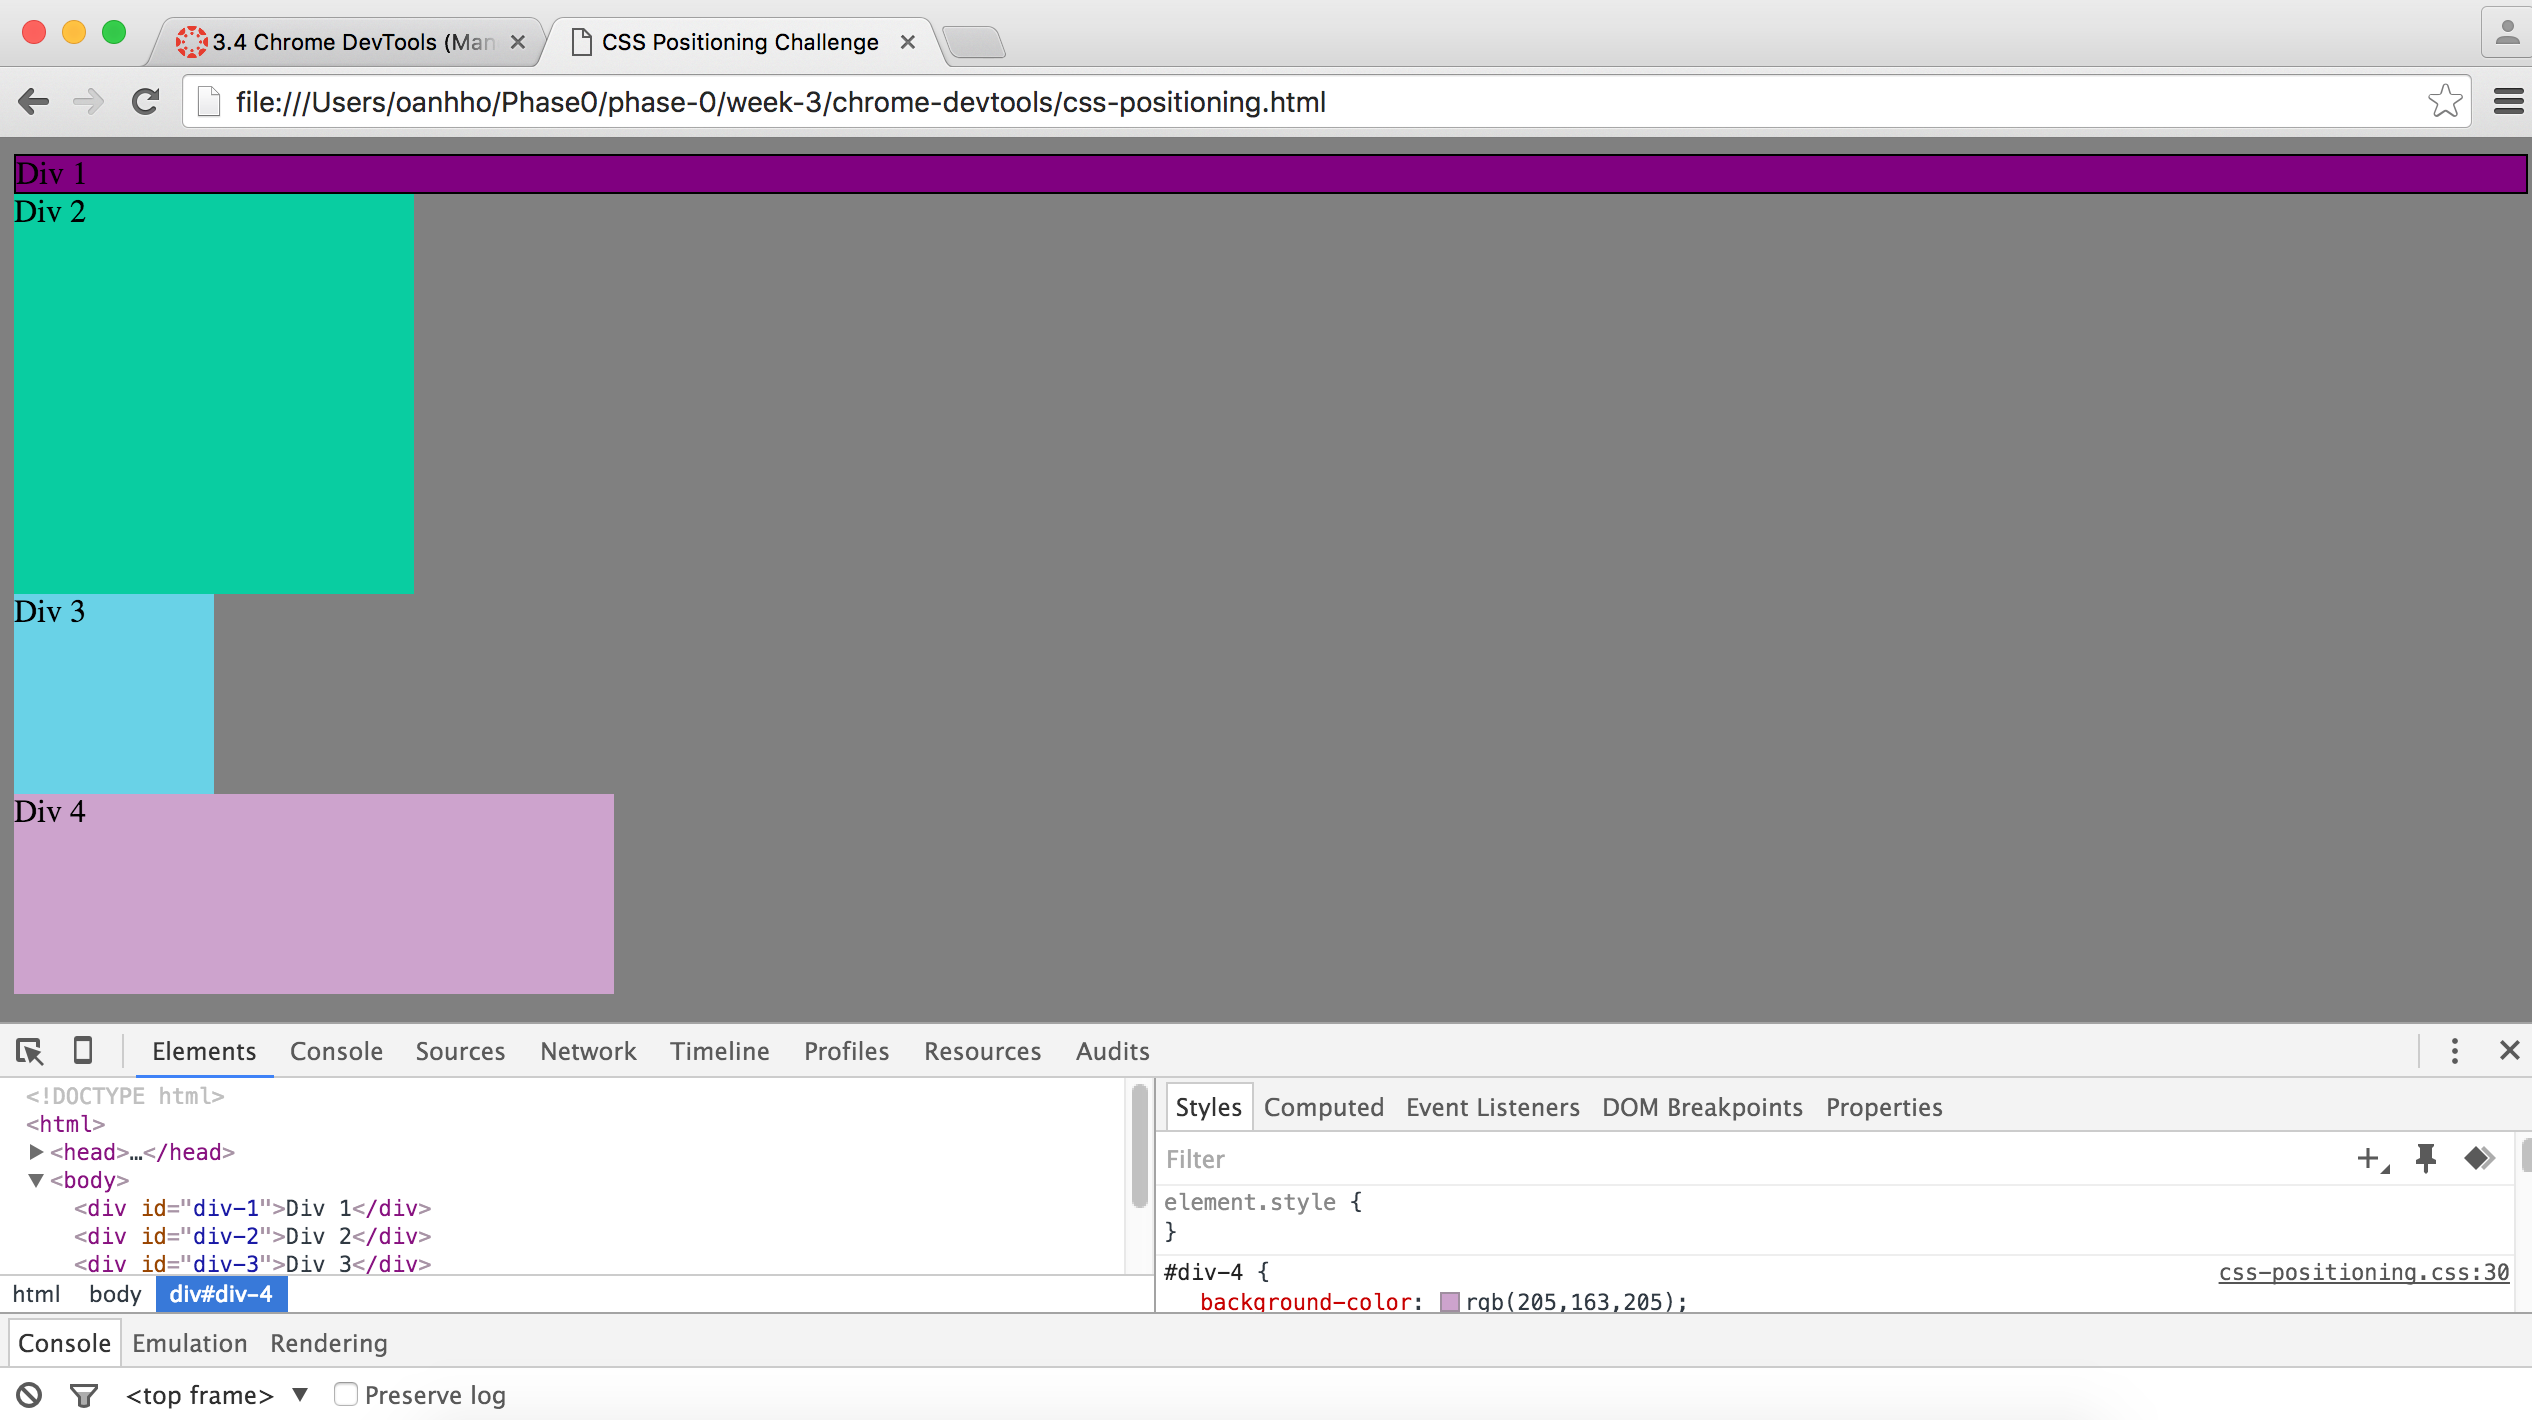 3.4 Chrome DevTools (Man
CSS Positioning Challenge
file:///Users/oanhho/Phase0/phase-0/week-3/chrome-devtools/css-positioning.html
Div 1
Div 2
Div 3
Div 4
Elements Console Sources Network Timeline Profiles Resources Audits
<!DOCTYPE html>
<html>
<head>…</head>
<body>
<div id="div-1">Div 1</div>
<div id="div-2">Div 2</div>
<div id="div-3">Div 3</div>
html body div#div-4
Styles Computed Event Listeners DOM Breakpoints Properties
Filter
element.style {
}
#div-4 { css-positioning.css:30
background-color: rgb(205,163,205);
Console Emulation Rendering
<top frame> Preserve log